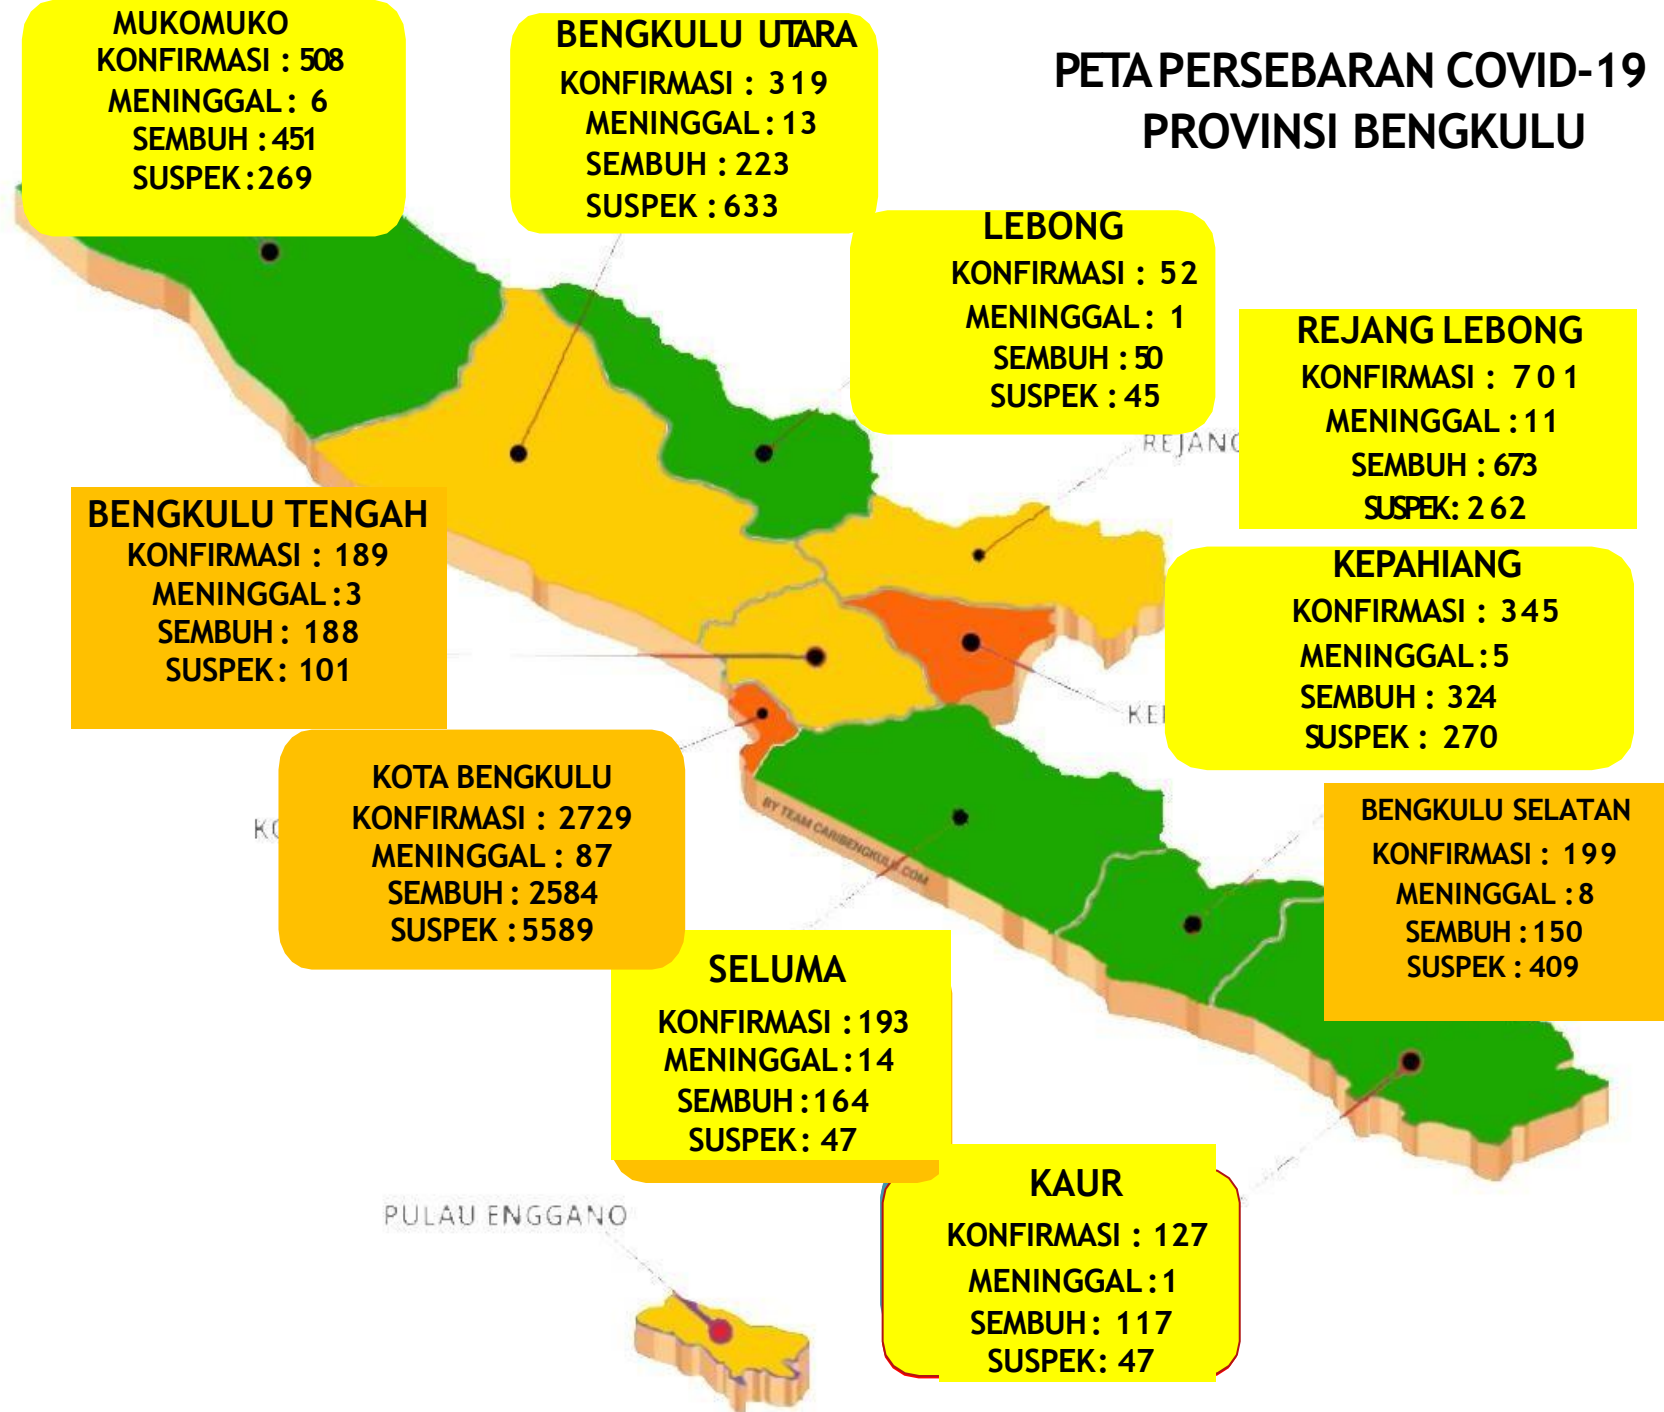 PETA PERSEBARAN COVID-19
PROVINSI BENGKULU
MUKOMUKO
KONFIRMASI : 508
MENINGGAL : 6
SEMBUH : 451
SUSPEK : 269
BENGKULU UTARA
KONFIRMASI : 319
MENINGGAL : 13
SEMBUH : 223
SUSPEK : 633
LEBONG
KONFIRMASI : 52
MENINGGAL : 1
SEMBUH : 50
SUSPEK : 45
REJANG LEBONG
KONFIRMASI : 701
MENINGGAL : 11
SEMBUH : 673
SUSPEK : 262
REJANG
BENGKULU TENGAH
KONFIRMASI : 189
MENINGGAL : 3
SEMBUH : 188
SUSPEK : 101
KEPAHIANG
KONFIRMASI : 345
MENINGGAL : 5
SEMBUH : 324
SUSPEK : 270
KOTA BENGKULU
KONFIRMASI : 2729
MENINGGAL : 87
SEMBUH : 2584
SUSPEK : 5589
BY TEAM CARIBENGKULU.COM
BENGKULU SELATAN
KONFIRMASI : 199
MENINGGAL : 8
SEMBUH : 150
SUSPEK : 409
SELUMA
KONFIRMASI : 193
MENINGGAL : 14
SEMBUH : 164
SUSPEK : 47
KAUR
KONFIRMASI : 127
MENINGGAL : 1
SEMBUH : 117
SUSPEK : 47
PULAU ENGGANO